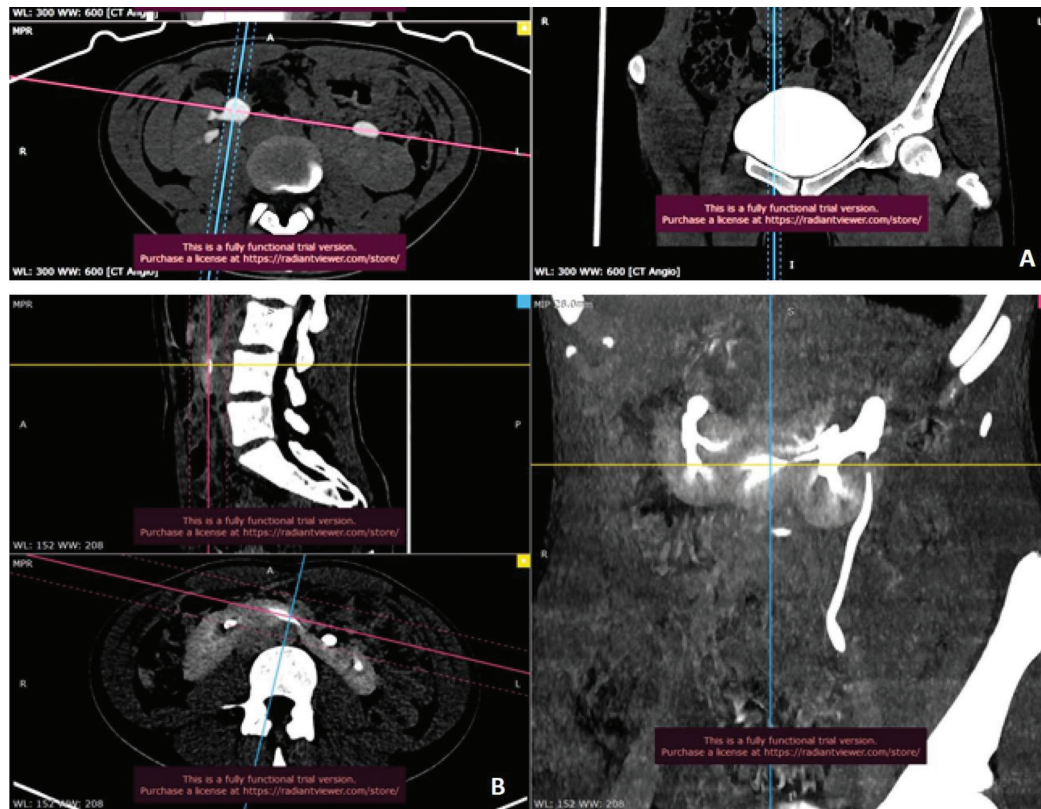 WL: 300 WW: 600 [CT Angio]
MPR
A
R
L
This is a fully functional trial version.
Purchase a license at https://radiantviewer.com/store/
WL: 300 WW: 600 [CT Angio]
R
L
This is a fully functional trial version.
Purchase a license at https://radiantviewer.com/store/
I
WL: 300 WW: 600 [CT Angio]
A
MPR
S
A
P
This is a fully functional trial version.
Purchase a license at https://radiantviewer.com/store/
WL: 152 WW: 208
MPR
A
R
L
This is a fully functional trial version.
Purchase a license at https://radiantviewer.com/store/
WL: 152 WW: 208
B
S
R
This is a fully functional trial version.
Purchase a license at https://radiantviewer.com/store/
WL: 152 WW: 208